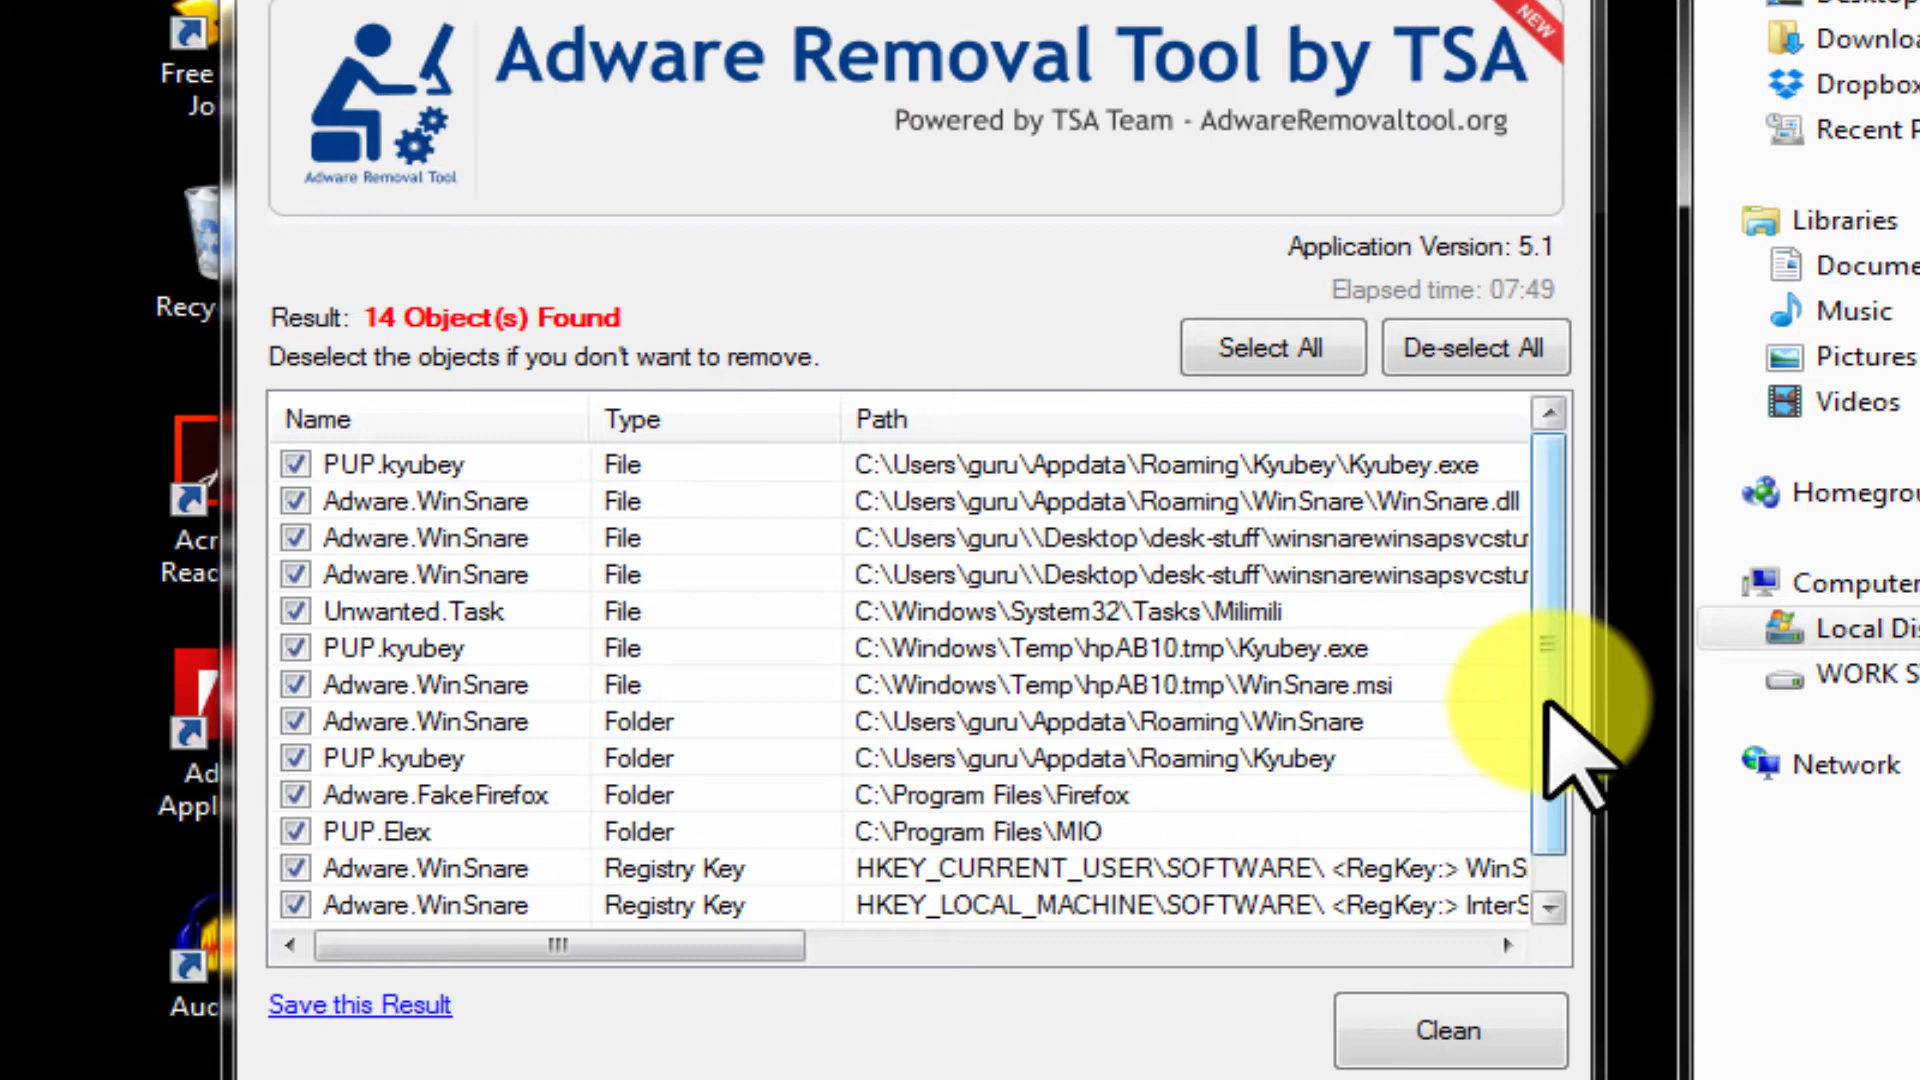 NEW
Adware Removal Tool by TSA
Powered by TSA Team - AdwareRemovaltool.org
Adware Removal Tool
Application Version: 5.1
Elapsed time: 07:49
Result: 14 Object(s) Found
Deselect the objects if you don't want to remove.
Select All De-select All
Name Type Path
PUP.kyubey File C:\Users\guru\Appdata\Roaming\Kyubey\Kyubey.exe
Adware.WinSnare File C:\Users\guru\Appdata\Roaming\WinSnare\WinSnare.dll
Adware.WinSnare File C:\Users\guru\\Desktop\desk-stuff\winsnarewinsapsvcstu
Adware.WinSnare File C:\Users\guru\\Desktop\desk-stuff\winsnarewinsapsvcstu
Unwanted.Task File C:\Windows\System32\Tasks\Milimili
PUP.kyubey File C:\Windows\Temp\hpAB10.tmp\Kyubey.exe
Adware.WinSnare File C:\Windows\Temp\hpAB10.tmp\WinSnare.msi
Adware.WinSnare Folder C:\Users\guru\Appdata\Roaming\WinSnare
PUP.kyubey Folder C:\Users\guru\Appdata\Roaming\Kyubey
Adware.FakeFirefox Folder C:\Program Files\Firefox
PUP.Elex Folder C:\Program Files\MIO
Adware.WinSnare Registry Key HKEY_CURRENT_USER\SOFTWARE\ <RegKey:> WinS
Adware.WinSnare Registry Key HKEY_LOCAL_MACHINE\SOFTWARE\ <RegKey:> InterS
Save this Result
Clean
Free
Jo
Recy
Acr
Read
Ad
Appl
Aud
Downloa
Dropbox
Recent P
Libraries
Docume
Music
Pictures
Videos
Homegrou
Computer
Local Dis
WORK S
Network